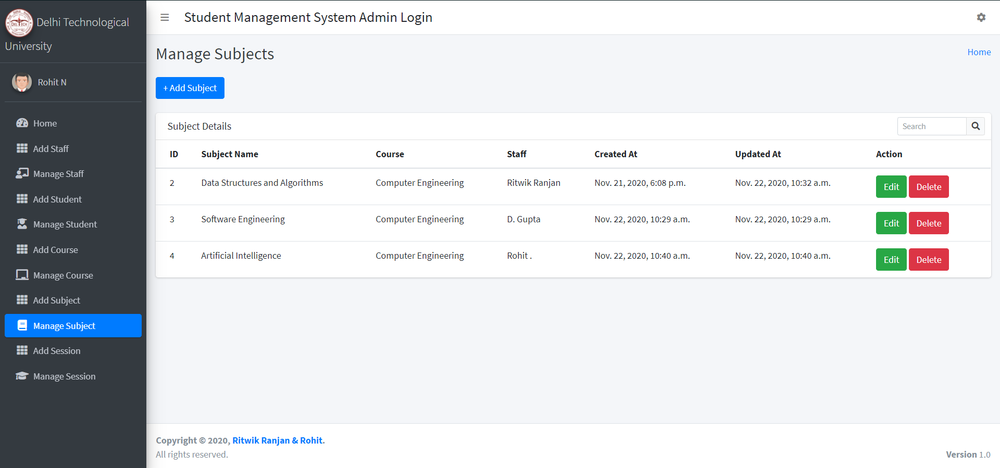 Delhi Technological
University
Rohit N
Home
Add Staff
Manage Staff
Add Student
Manage Student
Add Course
Manage Course
Add Subject
Manage Subject
Add Session
Manage Session
Student Management System Admin Login
Manage Subjects
Home
+ Add Subject
Subject Details
Search
ID Subject Name Course Staff Created At Updated At Action
2 Data Structures and Algorithms Computer Engineering Ritwik Ranjan Nov. 21, 2020, 6:08 p.m. Nov. 22, 2020, 10:32 a.m. Edit Delete
3 Software Engineering Computer Engineering D. Gupta Nov. 22, 2020, 10:29 a.m. Nov. 22, 2020, 10:29 a.m. Edit Delete
4 Artificial Intelligence Computer Engineering Rohit . Nov. 22, 2020, 10:40 a.m. Nov. 22, 2020, 10:40 a.m. Edit Delete
Copyright © 2020, Ritwik Ranjan & Rohit.
All rights reserved.
Version 1.0